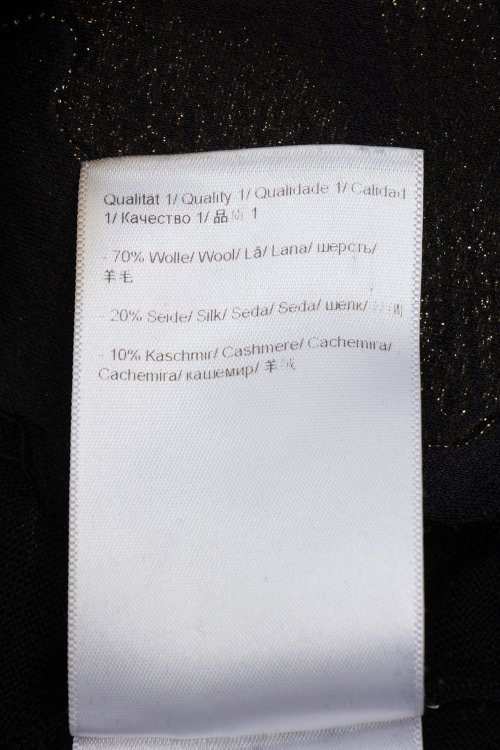 Qualität 1/ Quality 1/ Qualidade 1/ Calidad
1/ Качество 1/ 品质 1
- 70% Wolle/ Wool/ Lã/ Lana/ шерсть/
羊毛
- 20% Seide/ Silk/ Seda/ Seda/ шелк/
- 10% Kaschmir/ Cashmere/ Cachemira/
Cachemira/ кашемир/ 羊绒